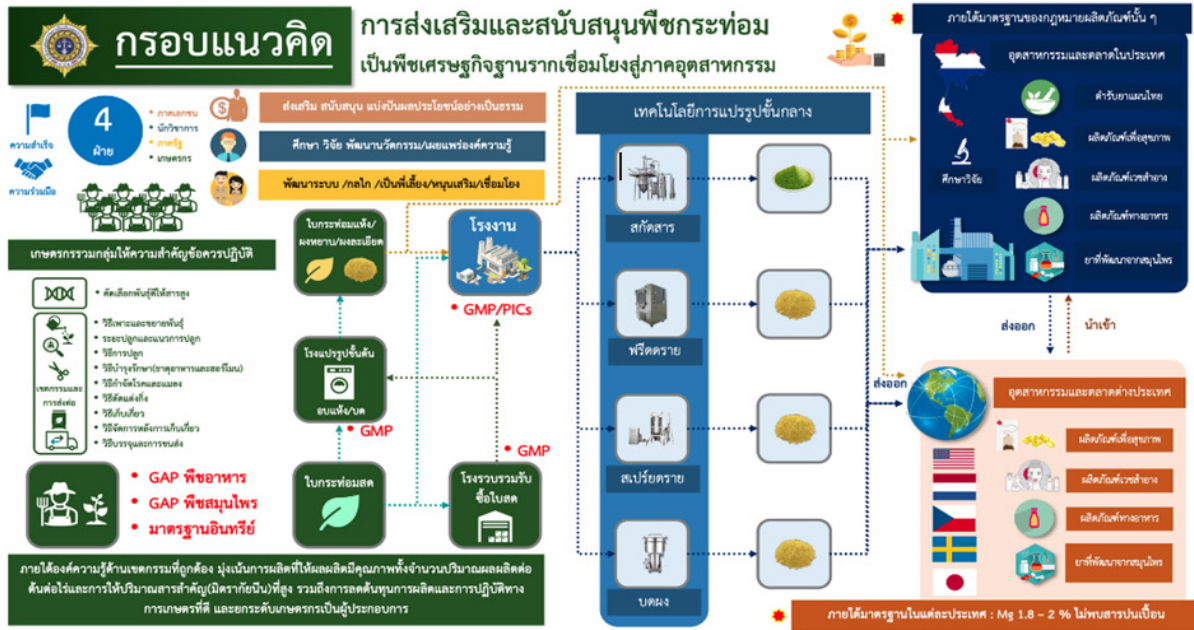 กรอบแนวคิด
การส่งเสริมและสนับสนุนพืชกระท่อม
เป็นพืชเศรษฐกิจฐานรากเชื่อมโยงสู่ภาคอุตสาหกรรม
ความสำเร็จ
ความร่วมมือ
4
ฝ่าย
• ภาคเอกชน
• นักวิชาการ
• ภาครัฐ
• เกษตรกร
ส่งเสริม สนับสนุน แบ่งปันผลประโยชน์อย่างเป็นธรรม
ศึกษา วิจัย พัฒนานวัตกรรม/เผยแพร่องค์ความรู้
พัฒนาระบบ /กลไก /เป็นพี่เลี้ยง/หนุนเสริม/เชื่อมโยง
เกษตรกรรวมกลุ่มให้ความสำคัญข้อควรปฏิบัติ
• คัดเลือกพันธุ์ดีให้สารสูง
เขตกรรมและ
การส่งต่อ
• วิธีเพาะและขยายพันธุ์
• ระยะปลูกและแนวการปลูก
• วิธีการปลูก
• วิธีบำรุงรักษา(ธาตุอาหารและฮอร์โมน)
• วิธีกำจัดโรคและแมลง
• วิธีตัดแต่งกิ่ง
• วิธีเก็บเกี่ยว
• วิธีจัดการหลังการเก็บเกี่ยว
• วิธีบรรจุและการขนส่ง
• GAP พืชอาหาร
• GAP พืชสมุนไพร
• มาตรฐานอินทรีย์
ใบกระท่อมแห้ง/
ผงหยาบ/ผงละเอียด
โรงแปรรูปขั้นต้น
อบแห้ง/บด
• GMP
ใบกระท่อมสด
โรงงาน
• GMP/PICs
• GMP
โรงรวบรวมรับ
ซื้อใบสด
ภายใต้องค์ความรู้ด้านเขตกรรมที่ถูกต้อง มุ่งเน้นการผลิตที่ให้ผลผลิตมีคุณภาพทั้งจำนวนปริมาณผลผลิตต่อ
ต้นต่อไร่และการให้ปริมาณสารสำคัญ(มิตรากัยนีน)ที่สูง รวมถึงการลดต้นทุนการผลิตและการปฏิบัติทาง
การเกษตรที่ดี และยกระดับเกษตรกรเป็นผู้ประกอบการ
เทคโนโลยีการแปรรูปขั้นกลาง
สกัดสาร
ฟรีดดราย
สเปร์ยดราย
บดผง
ภายใต้มาตรฐานของกฎหมายผลิตภัณฑ์นั้น ๆ
อุตสาหกรรมและตลาดในประเทศ
ตำรับยาแผนไทย
ผลิตภัณฑ์เพื่อสุขภาพ
ศึกษาวิจัย
ผลิตภัณฑ์เวชสำอาง
ผลิตภัณฑ์ทางอาหาร
ยาที่พัฒนาจากสมุนไพร
ส่งออก
นำเข้า
ส่งออก
อุตสาหกรรมและตลาดต่างประเทศ
ผลิตภัณฑ์เพื่อสุขภาพ
ผลิตภัณฑ์เวชสำอาง
ผลิตภัณฑ์ทางอาหาร
ยาที่พัฒนาจากสมุนไพร
ภายใต้มาตรฐานในแต่ละประเทศ : Mg 1.8 – 2 % ไม่พบสารปนเปื้อน